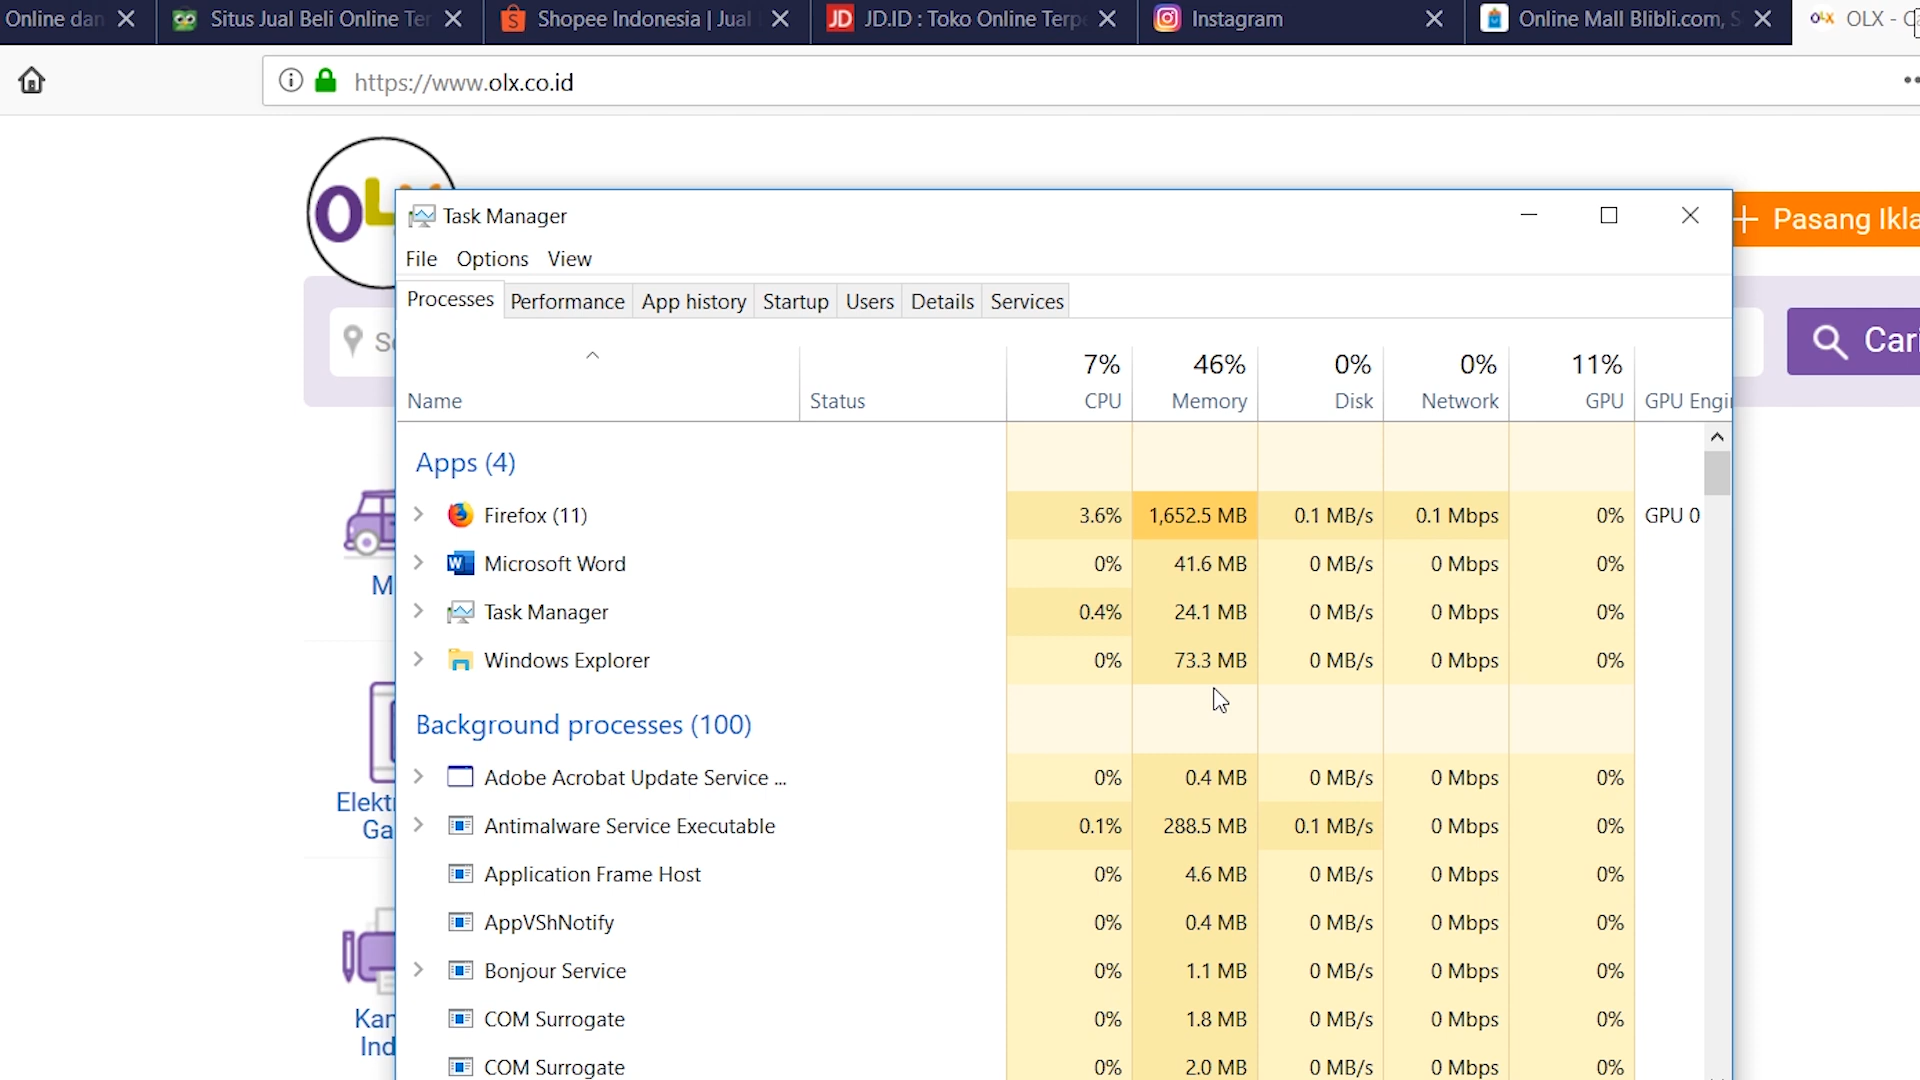 Online dan
Situs Jual Beli Online Ter
Shopee Indonesia | Jual
JD.ID : Toko Online Terpe
Instagram
Online Mall Blibli.com, S
OLX -
https://www.olx.co.id
Task Manager
Pasang Ikla
File Options View
Processes Performance App history Startup Users Details Services
Cari
7% 46% 0% 0% 11%
Name Status CPU Memory Disk Network GPU GPU Engi
Apps (4)
Firefox (11) 3.6% 1,652.5 MB 0.1 MB/s 0.1 Mbps 0% GPU 0
Microsoft Word 0% 41.6 MB 0 MB/s 0 Mbps 0%
M
Task Manager 0.4% 24.1 MB 0 MB/s 0 Mbps 0%
Windows Explorer 0% 73.3 MB 0 MB/s 0 Mbps 0%
Background processes (100)
Adobe Acrobat Update Service ... 0% 0.4 MB 0 MB/s 0 Mbps 0%
Elektr
Ga
Antimalware Service Executable 0.1% 288.5 MB 0.1 MB/s 0 Mbps 0%
Application Frame Host 0% 4.6 MB 0 MB/s 0 Mbps 0%
AppVShNotify 0% 0.4 MB 0 MB/s 0 Mbps 0%
Bonjour Service 0% 1.1 MB 0 MB/s 0 Mbps 0%
Kan
Ind
COM Surrogate 0% 1.8 MB 0 MB/s 0 Mbps 0%
COM Surrogate 0% 2.0 MB 0 MB/s 0 Mbps 0%